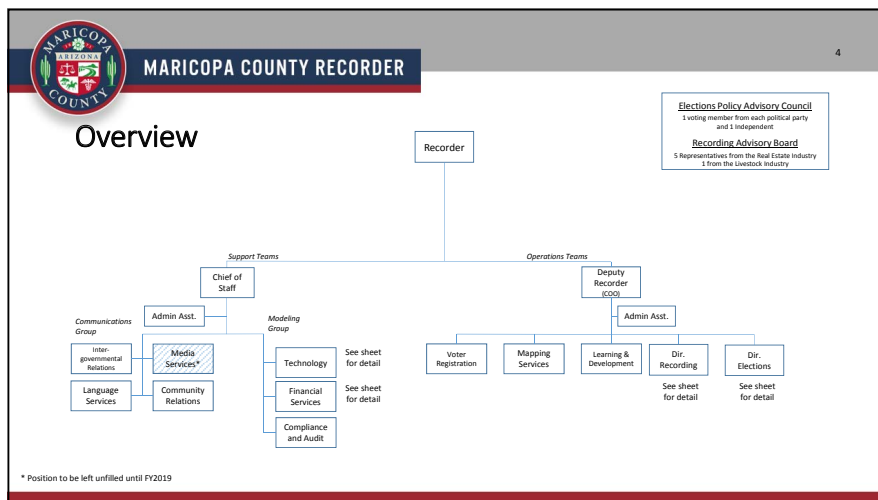 MARICOPA
ARIZONA
COUNTY
MARICOPA COUNTY RECORDER
4
Overview
Elections Policy Advisory Council
1 voting member from each political party
and 1 Independent
Recording Advisory Board
5 Representatives from the Real Estate Industry
1 from the Livestock Industry
Recorder
Support Teams
Operations Teams
Chief of
Staff
Deputy
Recorder
(COO)
Admin Asst.
Admin Asst.
Communications
Group
Modeling
Group
Inter-
governmental
Relations
Media
Services*
Language
Services
Community
Relations
Technology
See sheet
for detail
Financial
Services
See sheet
for detail
Compliance
and Audit
Voter
Registration
Mapping
Services
Learning &
Development
Dir.
Recording
See sheet
for detail
Dir.
Elections
See sheet
for detail
* Position to be left unfilled until FY2019